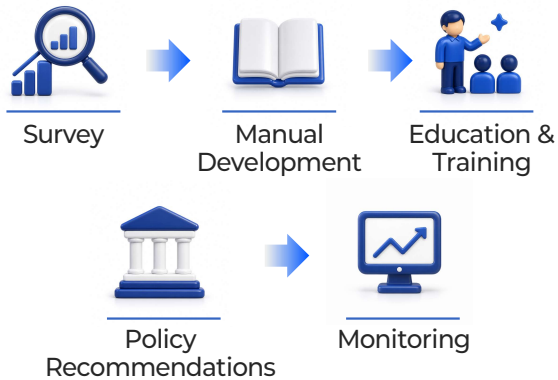 Survey
Manual
Development
Education &
Training
Policy
Recommendations
Monitoring